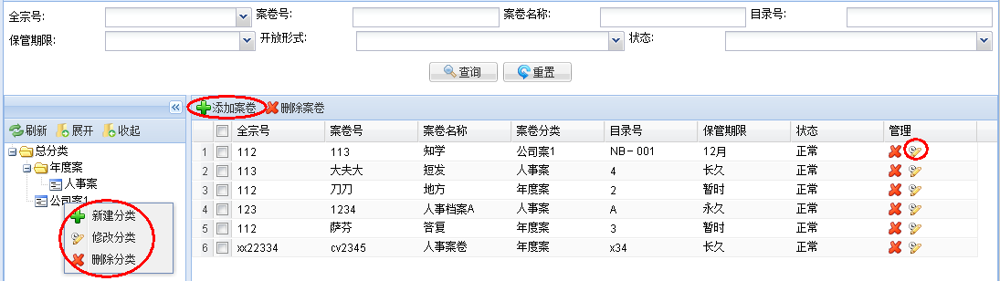 全宗号: 案卷号: 案卷名称: 目录号:
保管期限: 开放形式: 状态:
查询 重置
添加案卷 删除案卷
刷新 展开 收起
总分类
年度案
人事案
公司案1
新建分类
修改分类
删除分类
全宗号 案卷号 案卷名称 案卷分类 目录号 保管期限 状态 管理
1 112 113 知学 公司案1 NB-001 12月 正常
2 113 大夫大 短发 人事案 4 长久 正常
3 112 刀刀 地方 年度案 2 暂时 正常
4 123 1234 人事档案A 人事案 A 永久 正常
5 112 萨芬 答复 年度案 3 暂时 正常
6 xx22334 cv2345 人事案卷 年度案 x34 长久 正常